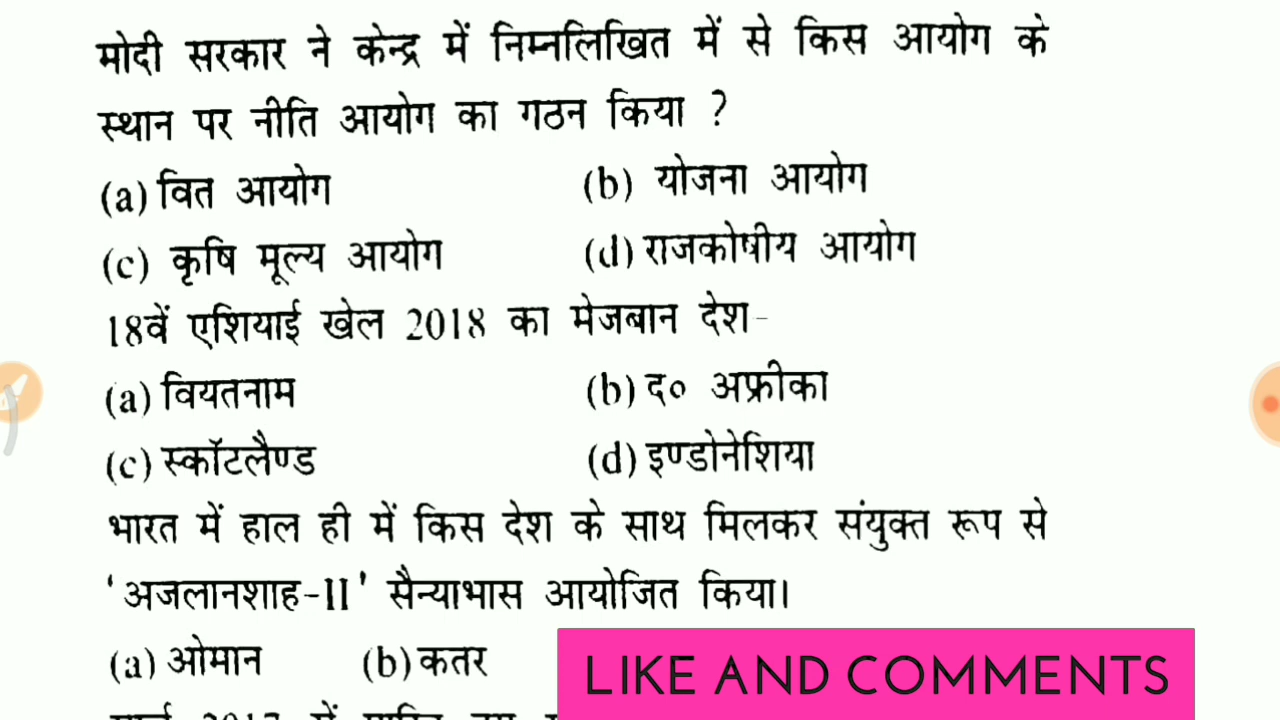 मोदी सरकार ने केन्द्र में निम्नलिखित में से किस आयोग के
स्थान पर नीति आयोग का गठन किया ?
(a) वित आयोग (b) योजना आयोग
(c) कृषि मूल्य आयोग (d) राजकोषीय आयोग
18वें एशियाई खेल 2018 का मेजबान देश-
(a) वियतनाम (b) द० अफ्रीका
(c) स्कॉटलैण्ड (d) इण्डोनेशिया
भारत में हाल ही में किस देश के साथ मिलकर संयुक्त रूप से
'अजलानशाह-II' सैन्याभास आयोजित किया।
(a) ओमान (b) कतर
LIKE AND COMMENTS